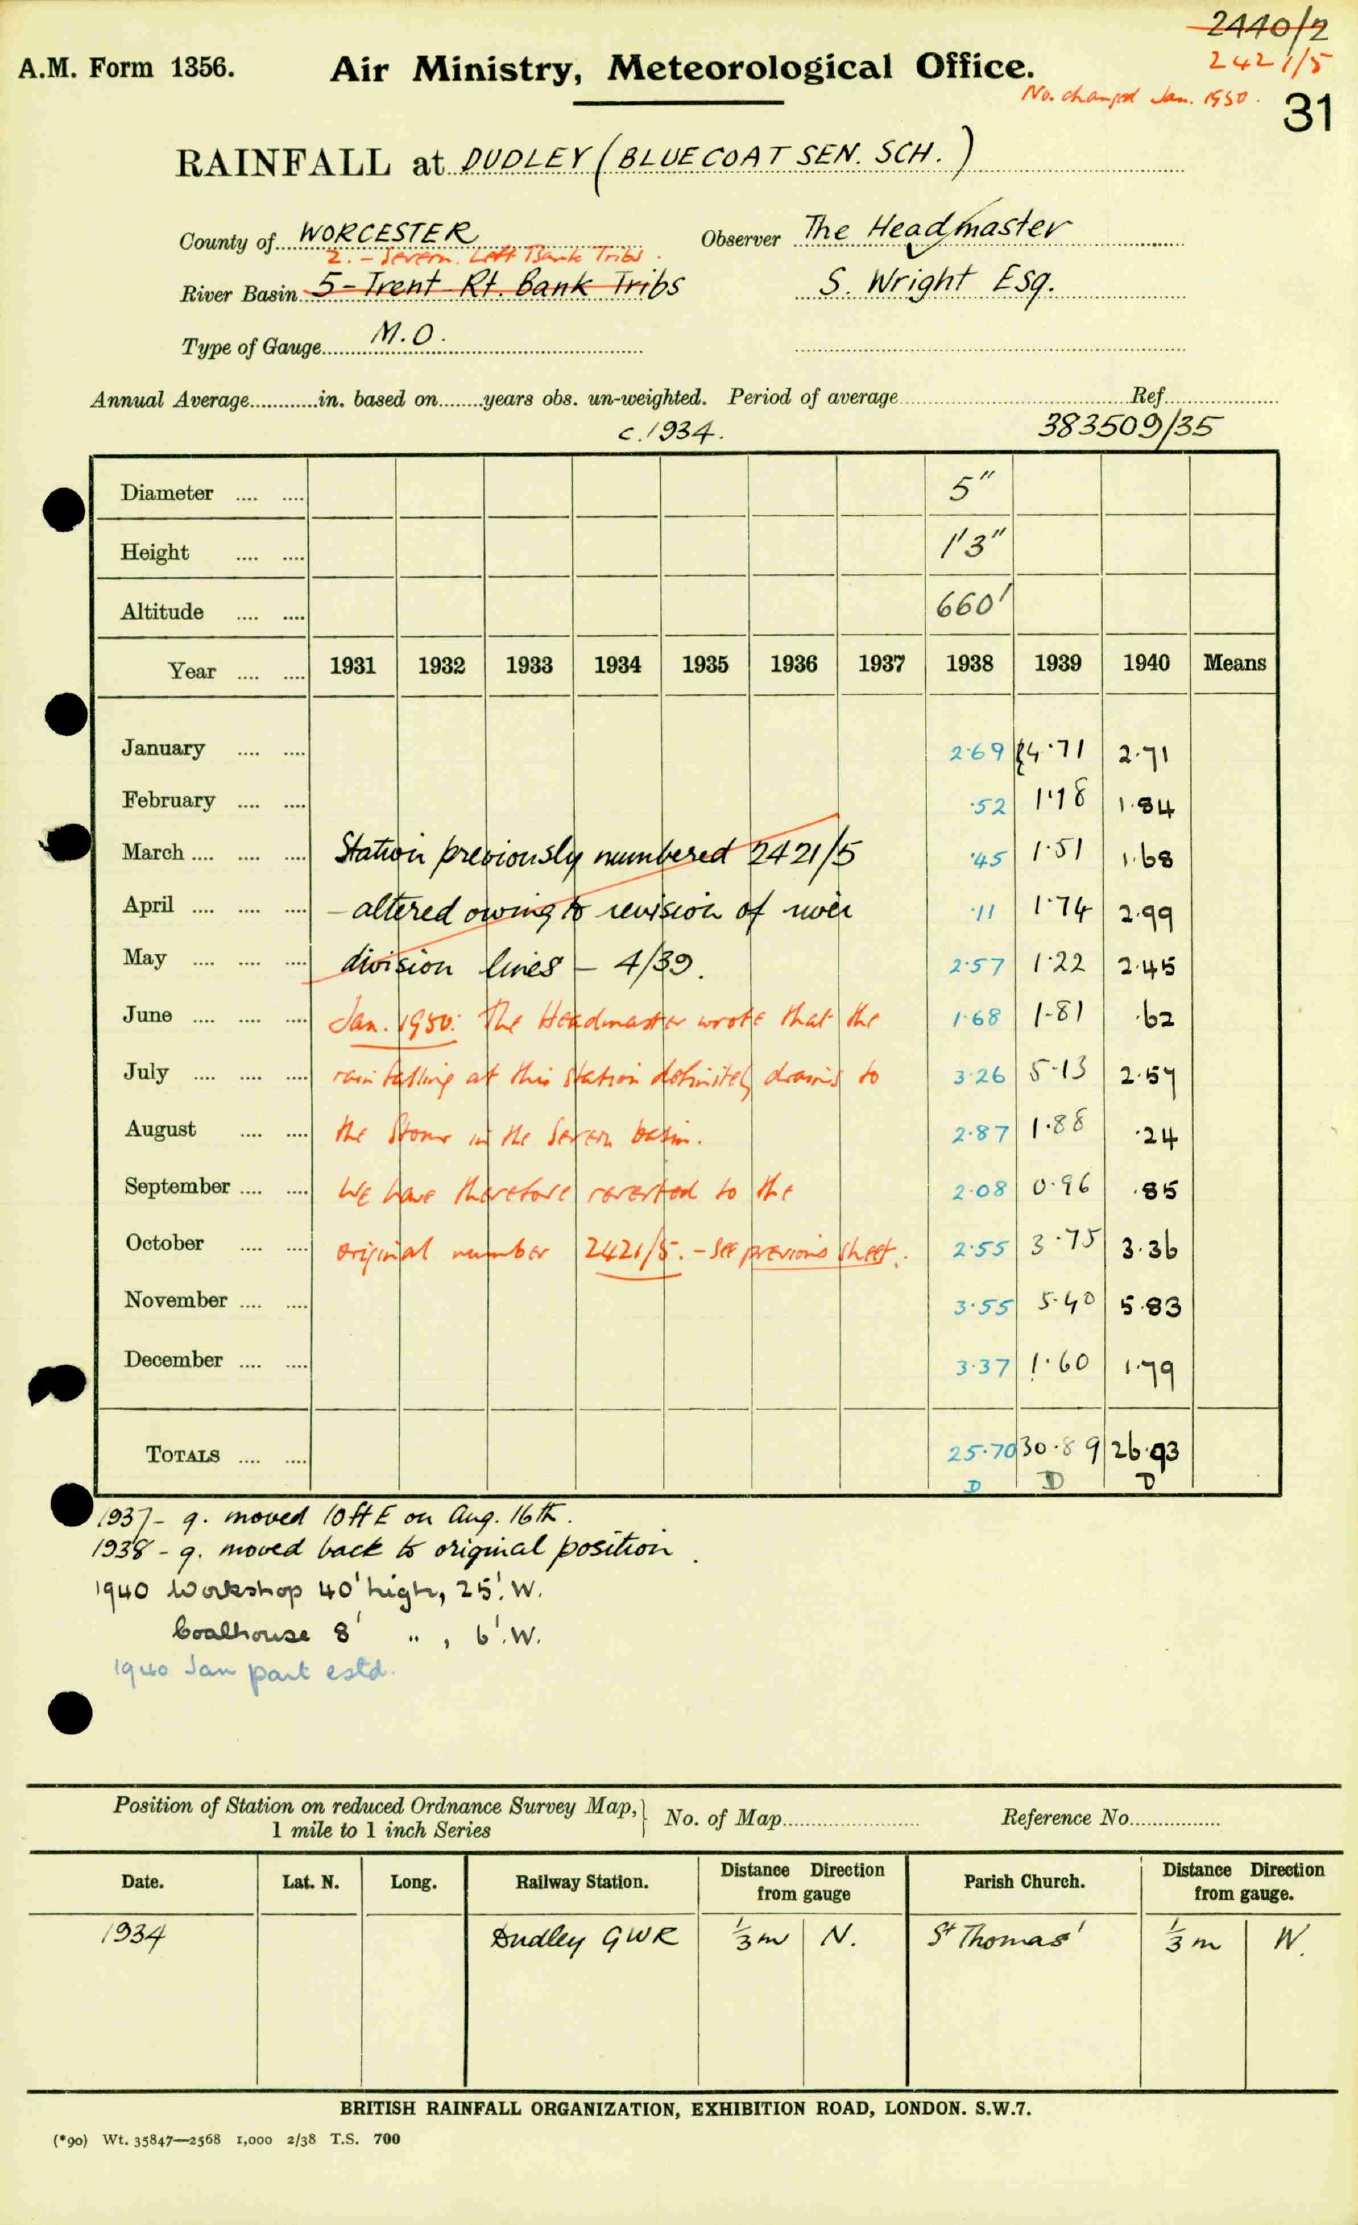 2440/2
A.M. Form 1356. Air Ministry, Meteorological Office. 2421/5
No. changed Jan. 1950.
31
RAINFALL at DUDLEY (BLUECOAT SEN. SCH.)
County of WORCESTER Observer The Headmaster
2. - Severn. Left Bank Tribs.
River Basin 5-Trent Rt. Bank Tribs S. Wright Esq.
Type of Gauge M.O.
Annual Average in. based on years obs. un-weighted. Period of average Ref
c.1934. 383509/35
Diameter 5"
Height 1'3"
Altitude 660'
Year 1931 1932 1933 1934 1935 1936 1937 1938 1939 1940 Means
January 2.69 4.71 2.71
February .52 1.18 1.84
March Station previously numbered 2421/5 .45 1.51 1.68
April - altered owing to revision of river .11 1.74 2.99
May division lines - 4/39. 2.57 1.22 2.45
June Jan. 1950: The Headmaster wrote that the 1.68 1.81 .62
July rain falling at this station definitely drains to 3.26 5.13 2.57
August the Stour in the Severn basin. 2.87 1.88 .24
September We have therefore reverted to the 2.08 0.96 .85
October original number 2421/5. - see previous sheet. 2.55 3.75 3.36
November 3.55 5.40 5.83
December 3.37 1.60 1.79
TOTALS 25.70 30.89 26.93
D D D
1937 - g. moved 10ft E on Aug. 16th.
1938 - g. moved back to original position.
1940 Workshop 40' high, 25'. W.
Coalhouse 8' " , 6'. W.
1940 Jan part estd.
Position of Station on reduced Ordnance Survey Map, No. of Map Reference No.
1 mile to 1 inch Series
Date. Lat. N. Long. Railway Station. Distance Direction from gauge Parish Church. Distance Direction from gauge.
1934 Dudley GWR 1/3 m N. St Thomas' 1/3 m W.
BRITISH RAINFALL ORGANIZATION, EXHIBITION ROAD, LONDON. S.W.7.
(*90) Wt. 35847—2568 1,000 2/38 T.S. 700